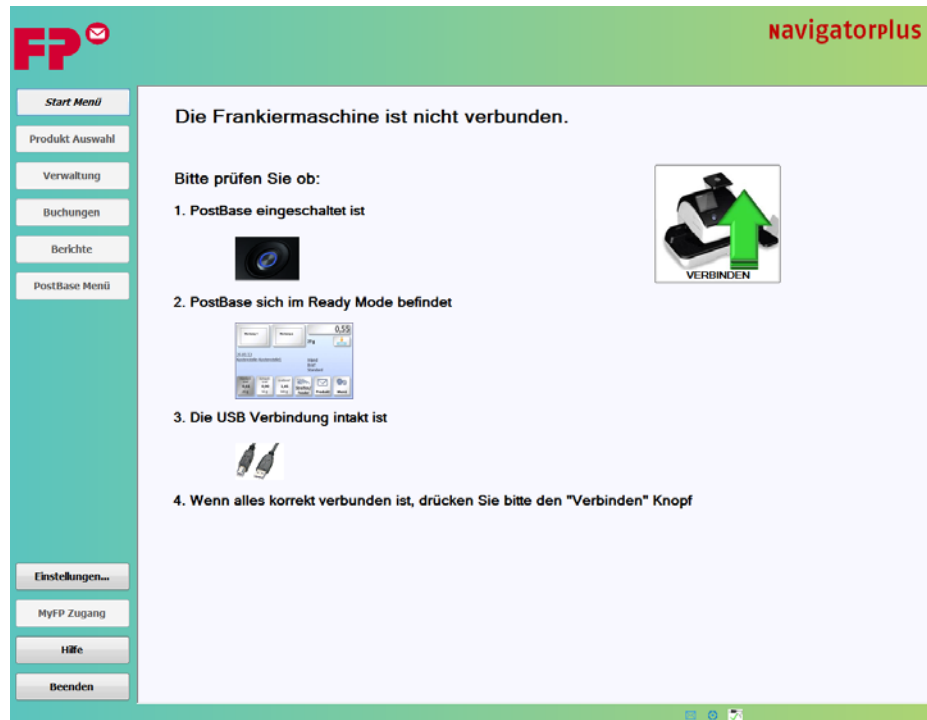 FP
Navigatorplus
Start Menü
Produkt Auswahl
Verwaltung
Buchungen
Berichte
PostBase Menü
Die Frankiermaschine ist nicht verbunden.
Bitte prüfen Sie ob:
1. PostBase eingeschaltet ist
VERBINDEN
2. PostBase sich im Ready Mode befindet
0,55
3. Die USB Verbindung intakt ist
4. Wenn alles korrekt verbunden ist, drücken Sie bitte den "Verbinden" Knopf
Einstellungen...
MyFP Zugang
Hilfe
Beenden